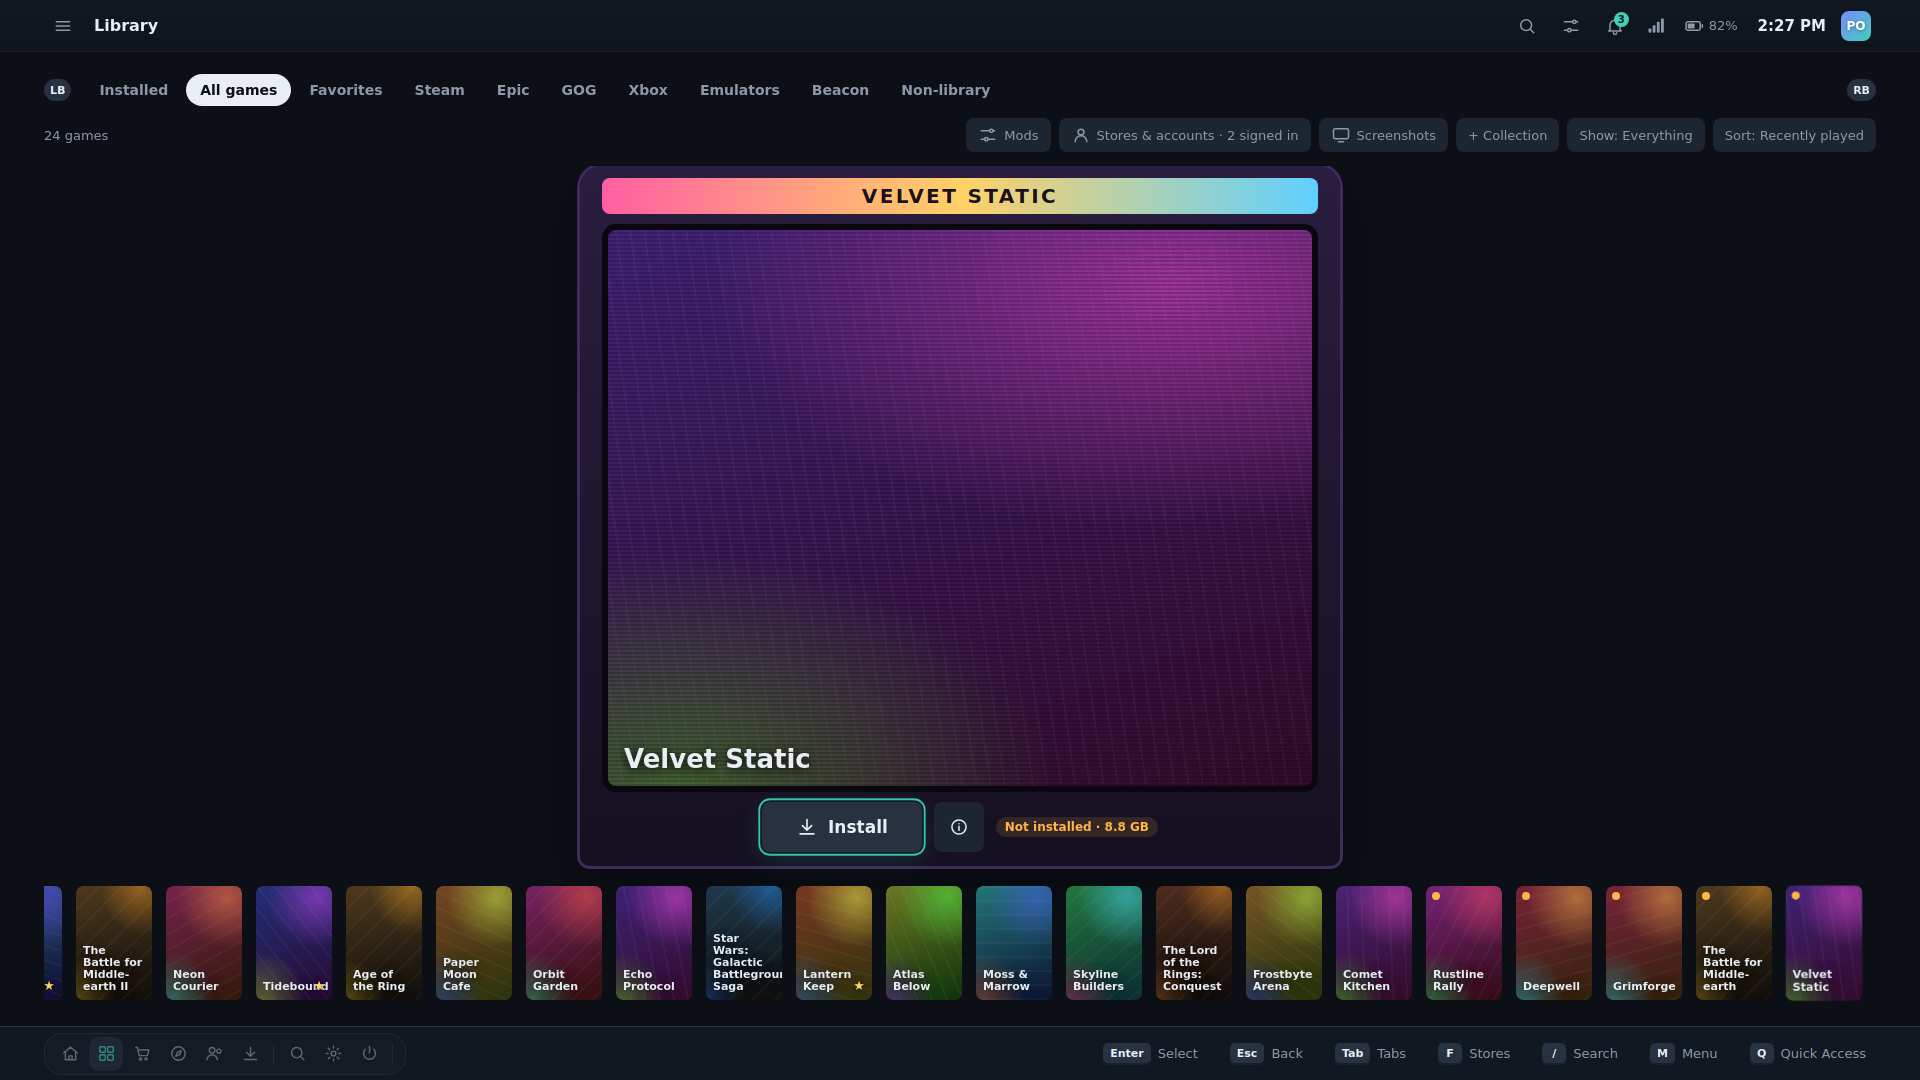 Library
3
82%
2:27 PM
PO
LB
Installed
All games
Favorites
Steam
Epic
GOG
Xbox
Emulators
Beacon
Non-library
RB
24 games
Mods
Stores & accounts · 2 signed in
Screenshots
+ Collection
Show: Everything
Sort: Recently played
VELVET STATIC
Velvet Static
Install
Not installed · 8.8 GB
The
Battle for
Middle-
earth II
Neon
Courier
Tidebound
Age of
the Ring
Paper
Moon
Cafe
Orbit
Garden
Echo
Protocol
Star
Wars:
Galactic
Battlegroun
Saga
Lantern
Keep
Atlas
Below
Moss &
Marrow
Skyline
Builders
The Lord
of the
Rings:
Conquest
Frostbyte
Arena
Comet
Kitchen
Rustline
Rally
Deepwell
Grimforge
The
Battle for
Middle-
earth
Velvet
Static
Enter Select
Esc Back
Tab Tabs
F Stores
/ Search
M Menu
Q Quick Access